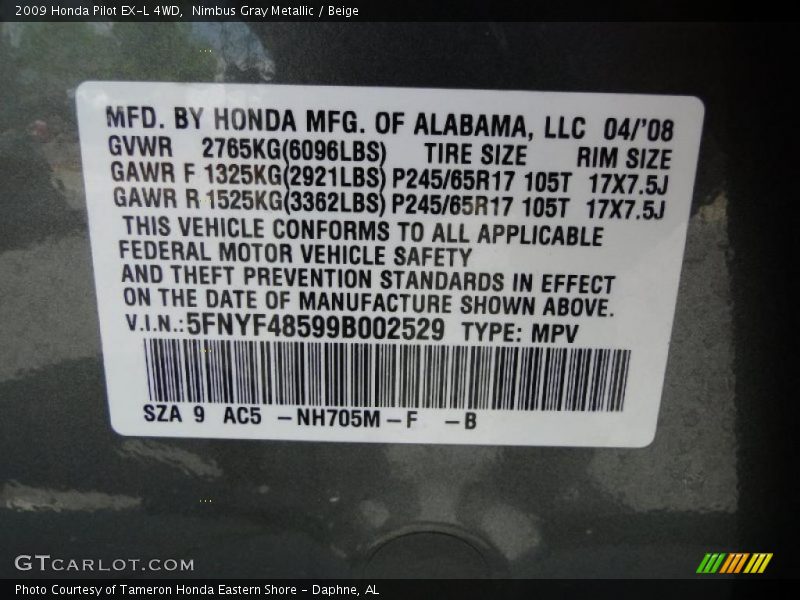 2009 Honda Pilot EX-L 4WD, Nimbus Gray Metallic / Beige
MFD. BY HONDA MFG. OF ALABAMA, LLC 04/'08
GVWR 2765KG(6096LBS) TIRE SIZE RIM SIZE
GAWR F 1325KG(2921LBS) P245/65R17 105T 17X7.5J
GAWR R 1525KG(3362LBS) P245/65R17 105T 17X7.5J
THIS VEHICLE CONFORMS TO ALL APPLICABLE
FEDERAL MOTOR VEHICLE SAFETY
AND THEFT PREVENTION STANDARDS IN EFFECT
ON THE DATE OF MANUFACTURE SHOWN ABOVE.
V.I.N.:5FNYF48599B002529 TYPE: MPV
SZA 9 AC5 -NH705M-F -B
GTCARLOT.COM
Photo Courtesy of Tameron Honda Eastern Shore - Daphne, AL